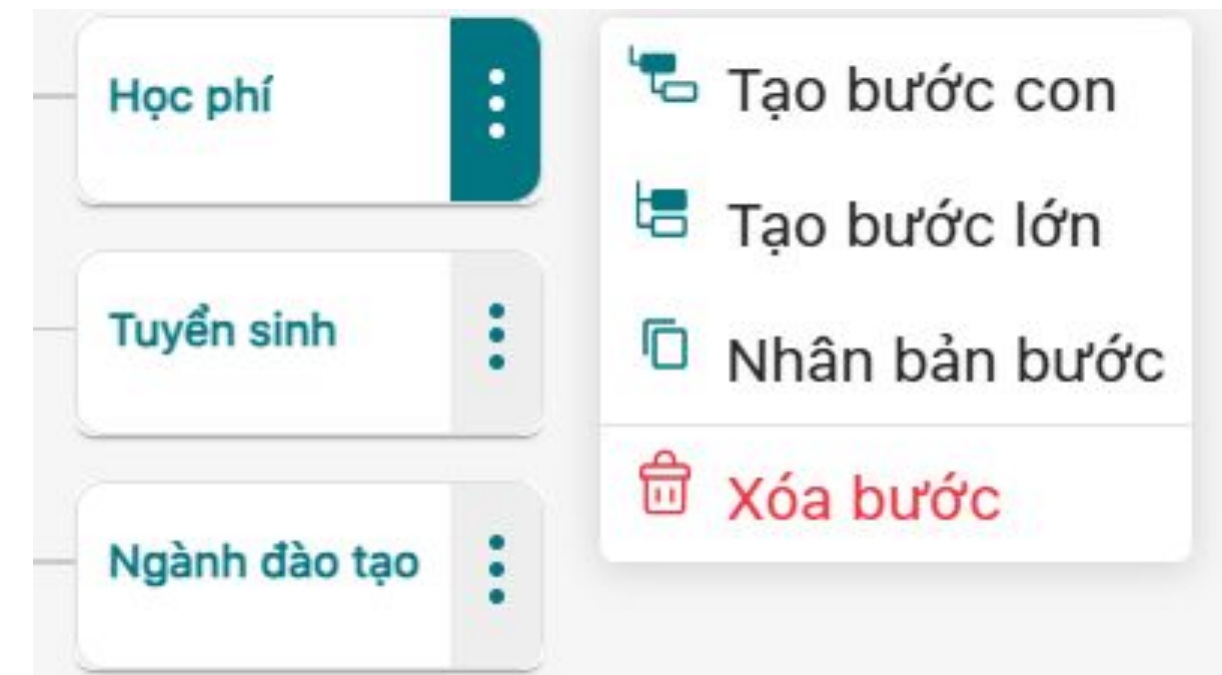 Học phí
Tuyển sinh
Ngành đào tạo
Tạo bước con
Tạo bước lớn
Nhân bản bước
Xóa bước